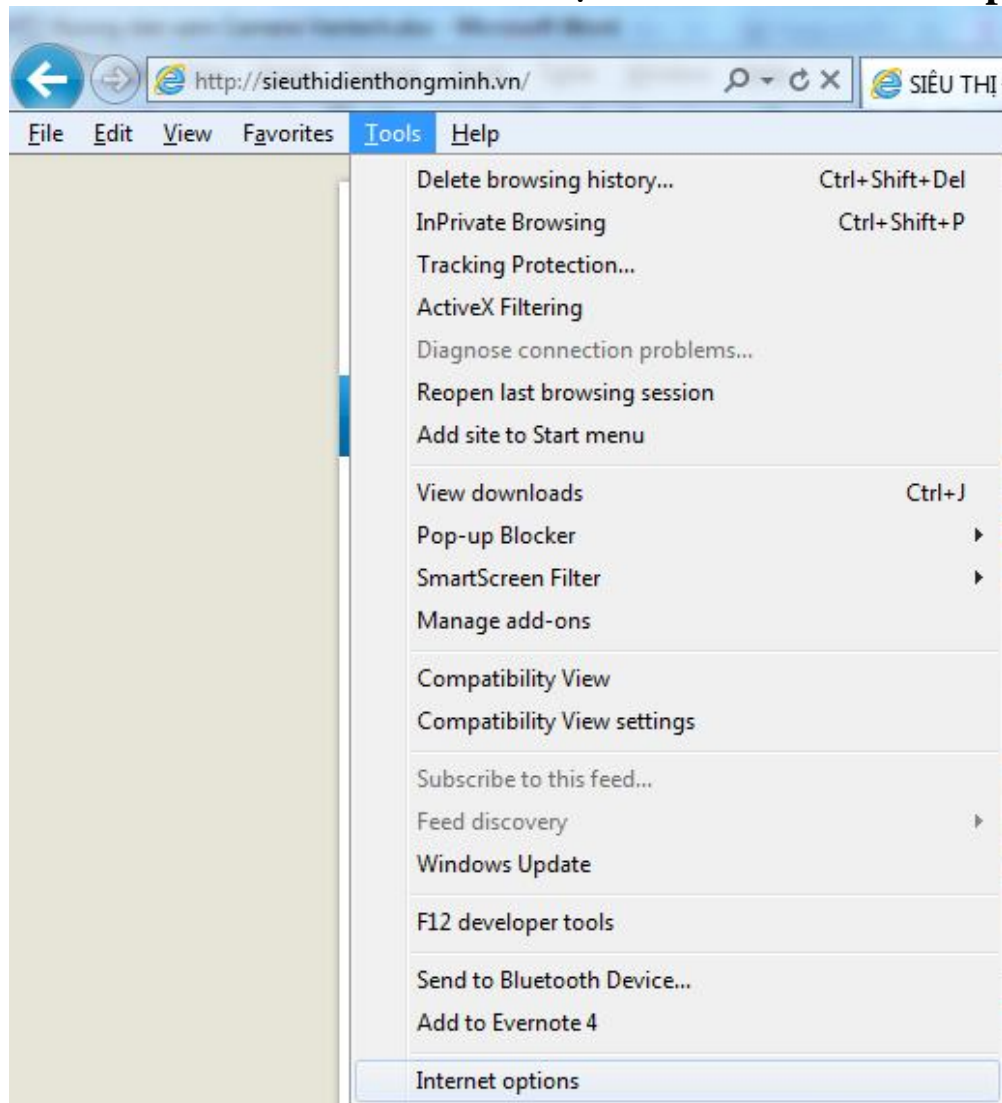 http://sieuthidienthongminh.vn/ SIÊU THỊ
File Edit View Favorites Tools Help
Delete browsing history... Ctrl+Shift+Del
InPrivate Browsing Ctrl+Shift+P
Tracking Protection...
ActiveX Filtering
Diagnose connection problems...
Reopen last browsing session
Add site to Start menu
View downloads Ctrl+J
Pop-up Blocker
SmartScreen Filter
Manage add-ons
Compatibility View
Compatibility View settings
Subscribe to this feed...
Feed discovery
Windows Update
F12 developer tools
Send to Bluetooth Device...
Add to Evernote 4
Internet options